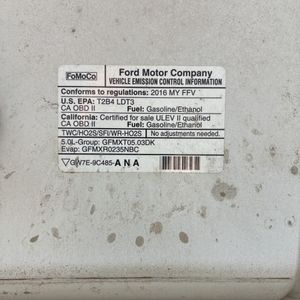 FoMoCo
Ford Motor Company
VEHICLE EMISSION CONTROL INFORMATION
Conforms to regulations: 2016 MY FFV
U.S. EPA: T2B4 LDT3
CA OBD II Fuel: Gasoline/Ethanol
California: Certified for sale ULEV II qualified
CA OBD II Fuel: Gasoline/Ethanol
TWC/HO2S/SFI/WR-HO2S No adjustments needed.
5.0L-Group: GFMXT05.03DK
Evap: GFMXR0235NBC
GW7E-9C485-ANA